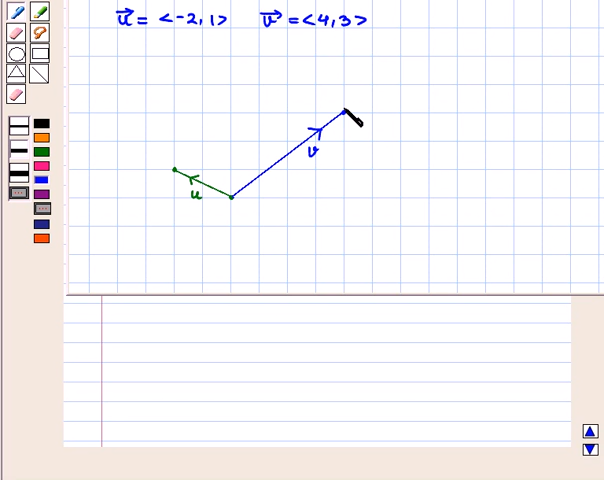 u⃗ = <-2, 1>   v⃗ = <4, 3>
v
u